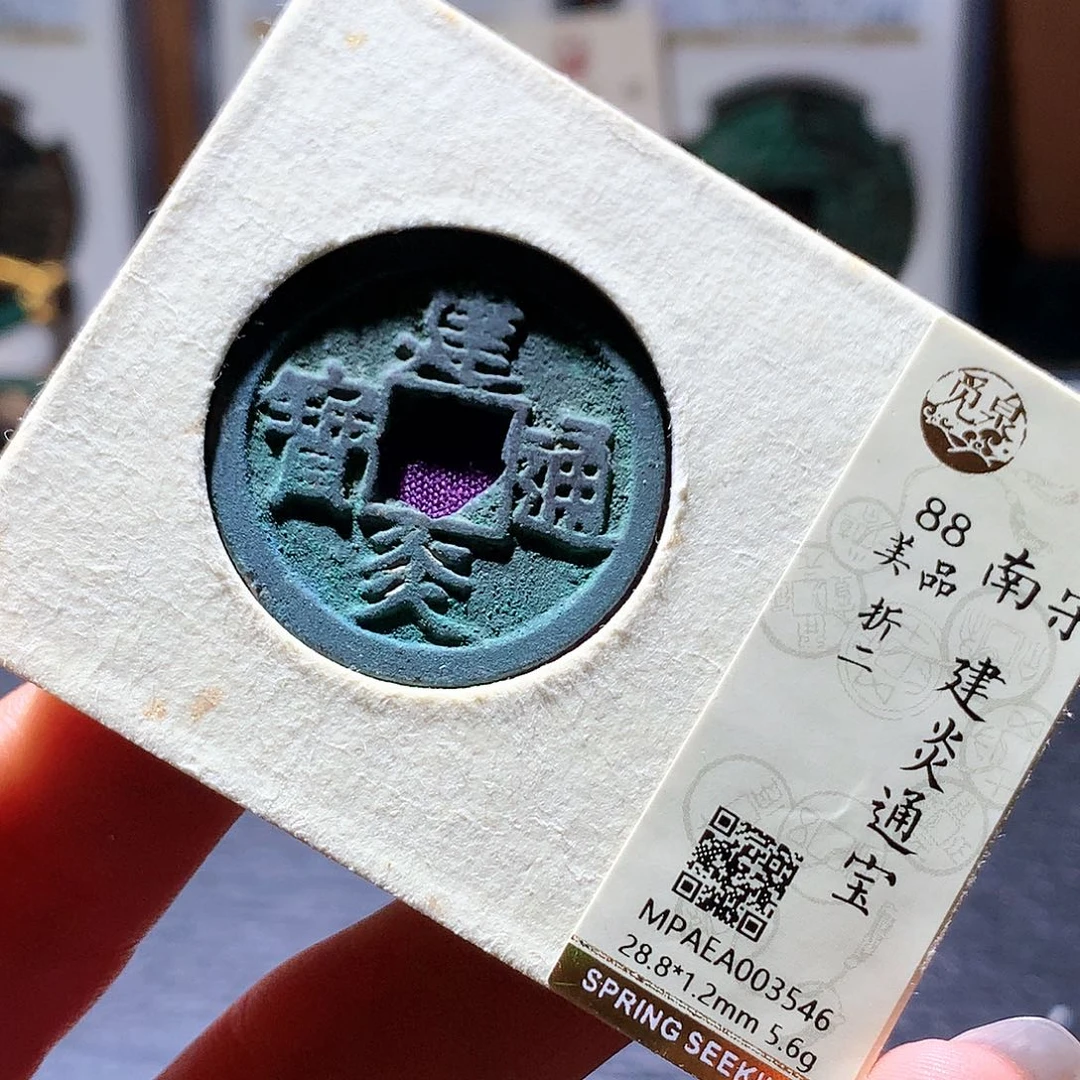 建炎通寶
觅泉
88
美品
折二
南宋
建炎通宝
MPAEA003546
28.8*1.2mm 5.6g
SPRING SEEKI